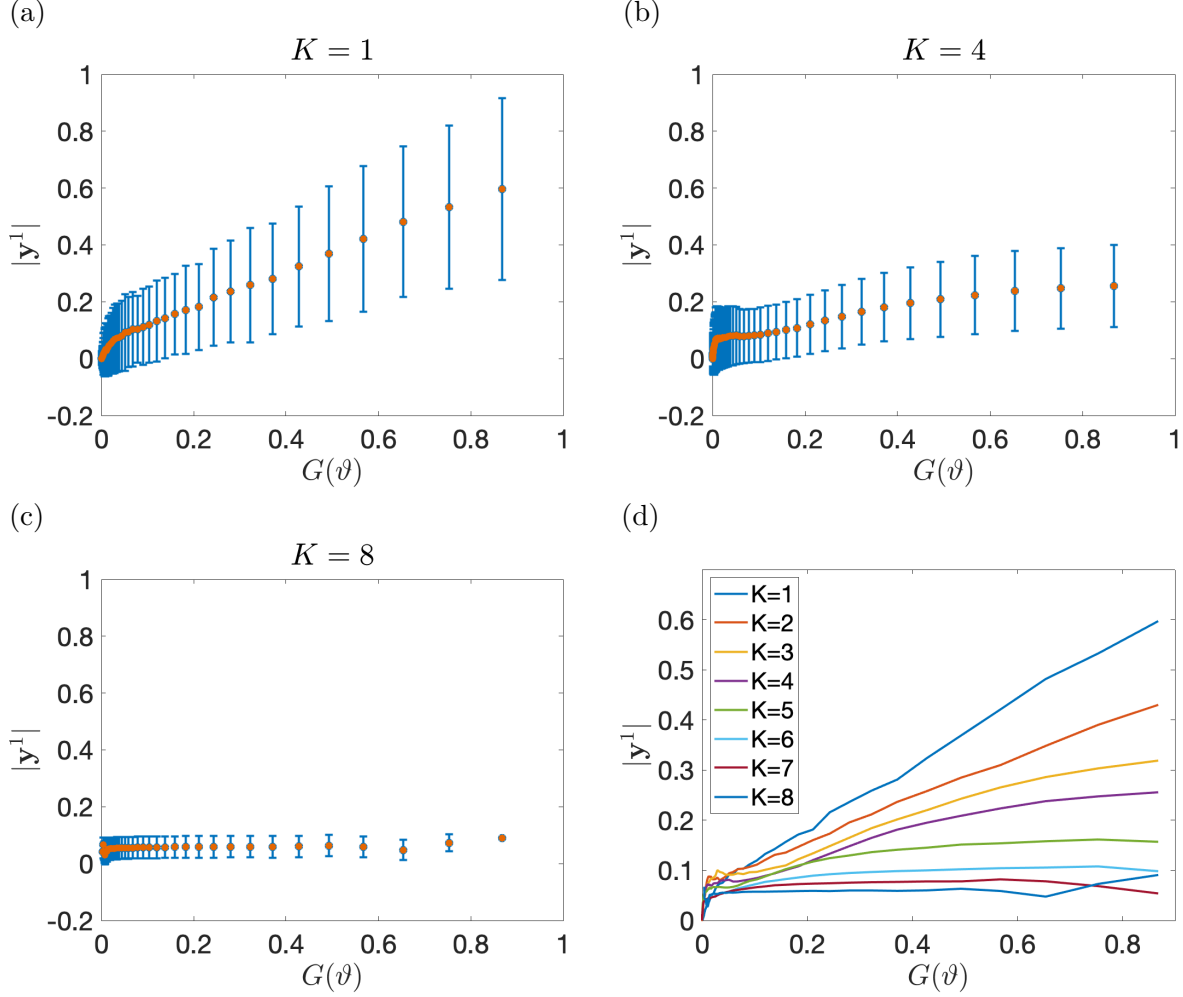 (a)
K = 1
1
0.8
0.6
0.4
0.2
0
-0.2
|y¹|
0 0.2 0.4 0.6 0.8 1
G(ϑ)
(b)
K = 4
1
0.8
0.6
0.4
0.2
0
-0.2
|y¹|
0 0.2 0.4 0.6 0.8 1
G(ϑ)
(c)
K = 8
1
0.8
0.6
0.4
0.2
0
-0.2
|y¹|
0 0.2 0.4 0.6 0.8 1
G(ϑ)
(d)
K=1
K=2
K=3
K=4
K=5
K=6
K=7
K=8
0.6
0.5
0.4
0.3
0.2
0.1
0
|y¹|
0 0.2 0.4 0.6 0.8
G(ϑ)